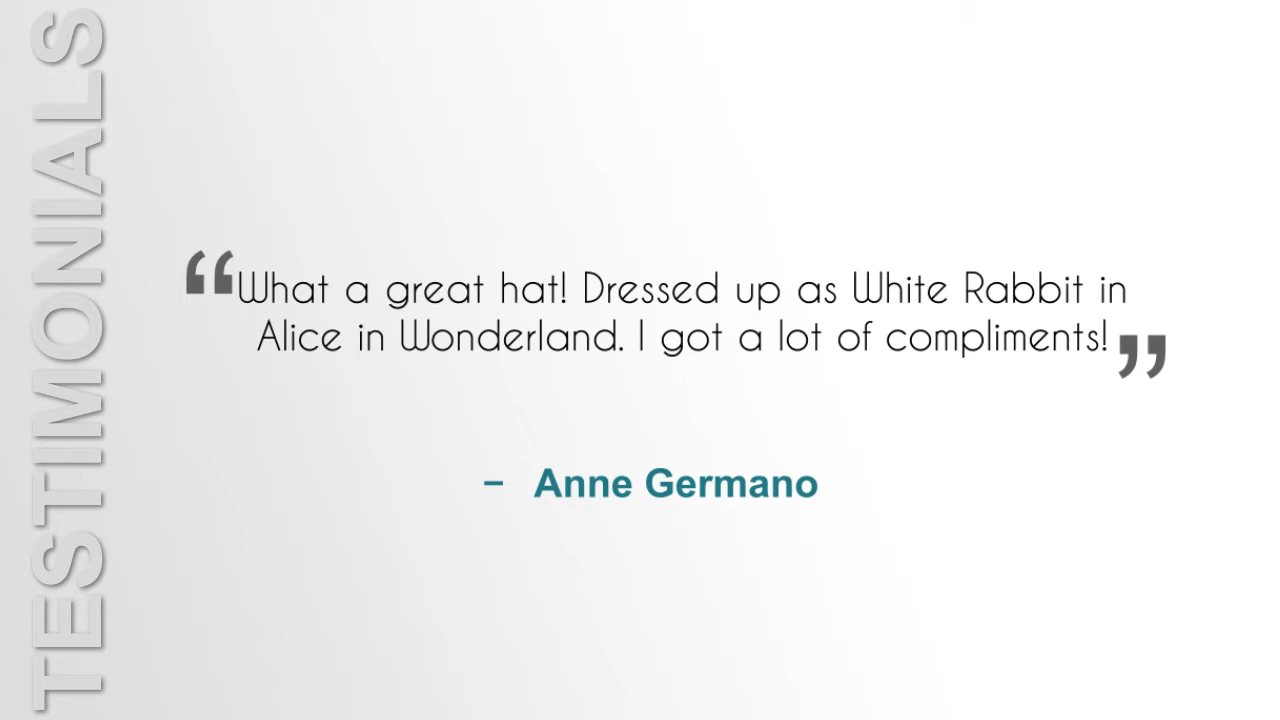 TESTIMONIALS
“What a great hat! Dressed up as White Rabbit in
Alice in Wonderland. I got a lot of compliments!”
– Anne Germano